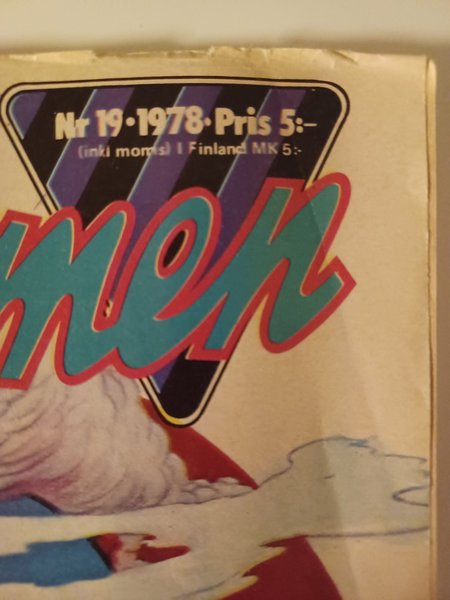 Nr 19•1978•Pris 5:–
(inkl moms) I Finland MK 5:-
men